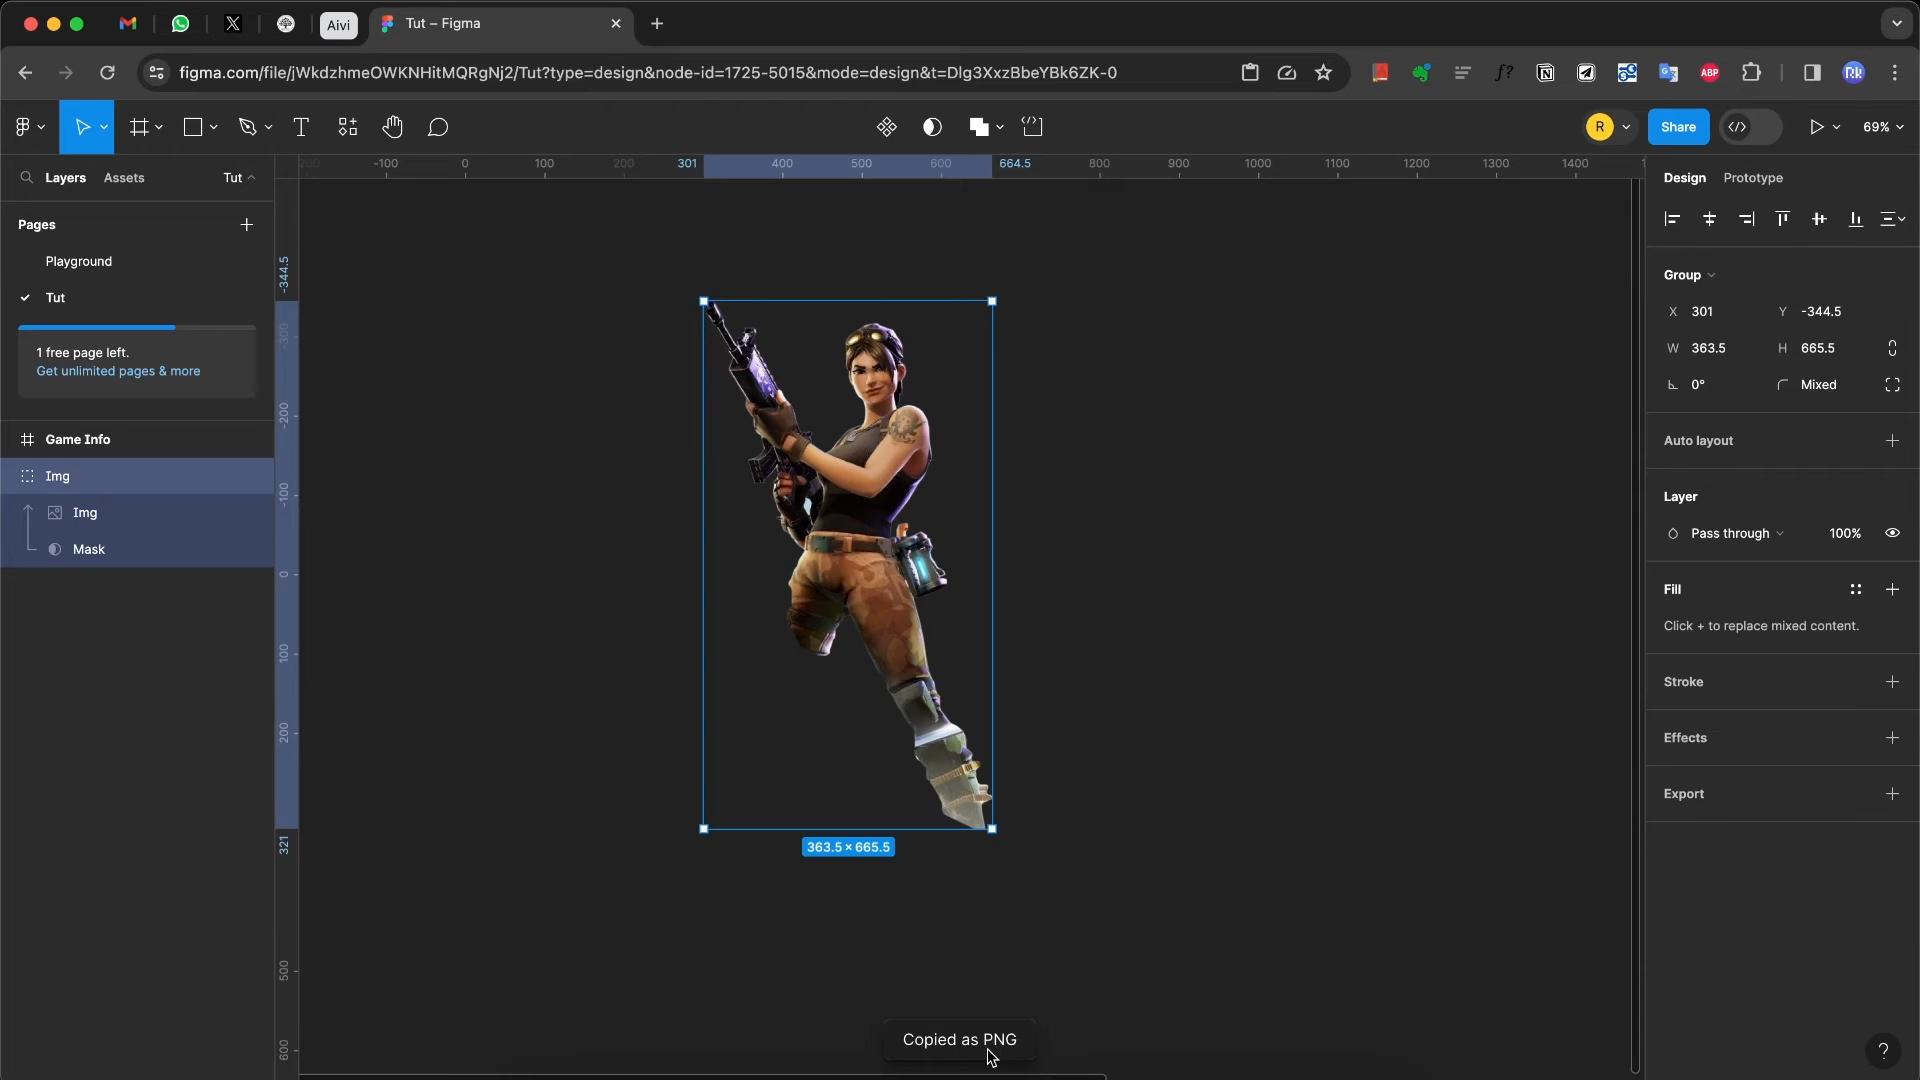 Aivi
Tut – Figma
figma.com/file/jWkdzhmeOWKNHitMQRgNj2/Tut?type=design&node-id=1725-5015&mode=design&t=Dlg3XxzBbeYBk6ZK-0
f?
ABP
Rk
R
Share
69%
Layers
Assets
Tut
200 -100 0 100 200 301 400 500 600 664.5 800 900 1000 1100 1200 1300 1400 1
Design
Prototype
Pages
Playground
Tut
1 free page left.
Get unlimited pages & more
Game Info
Img
Img
Mask
-344.5
-300
-200
-100
0
100
200
321
500
600
363.5 × 665.5
Copied as PNG
Group
X 301 Y -344.5
W 363.5 H 665.5
0° Mixed
Auto layout
Layer
Pass through 100%
Fill
Click + to replace mixed content.
Stroke
Effects
Export
?